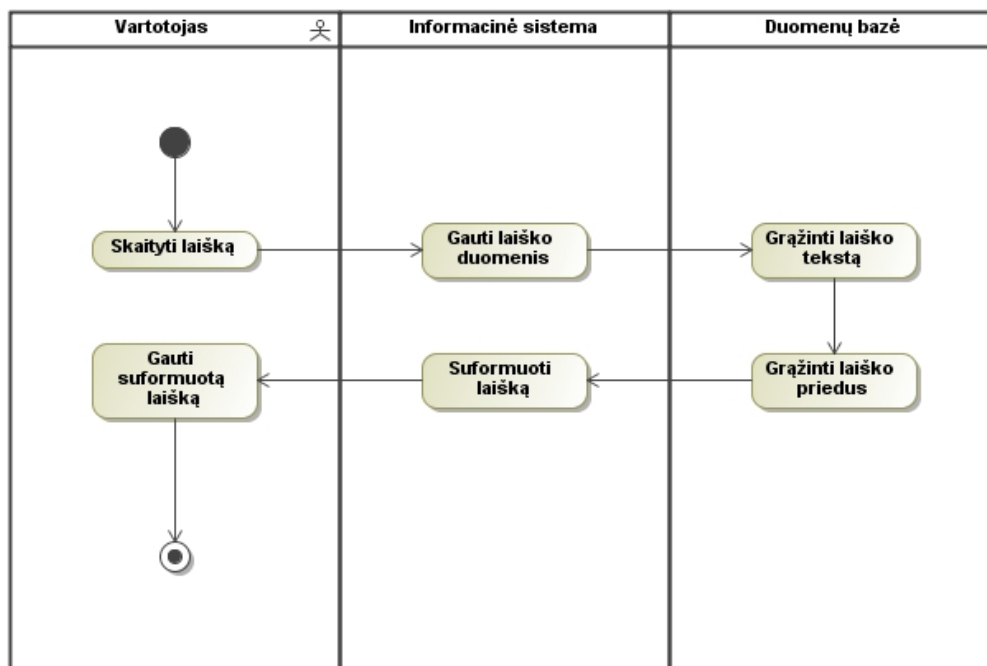 Vartotojas
Informacinė sistema
Duomenų bazė
Skaityti laišką
Gauti laiško
duomenis
Grąžinti laiško
tekstą
Gauti
suformuotą
laišką
Suformuoti
laišką
Grąžinti laiško
priedus